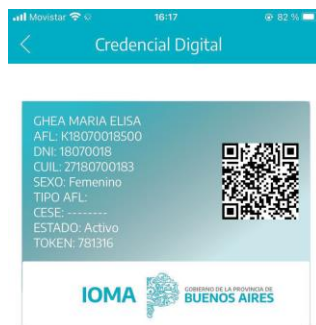 Movistar
16:17
82 %
Credencial Digital
GHEA MARIA ELISA
AFL: K18070018500
DNI: 18070018
CUIL: 27180700183
SEXO: Femenino
TIPO AFL:
CESE: --------
ESTADO: Activo
TOKEN: 781316
IOMA
GOBIERNO DE LA PROVINCIA DE
BUENOS AIRES